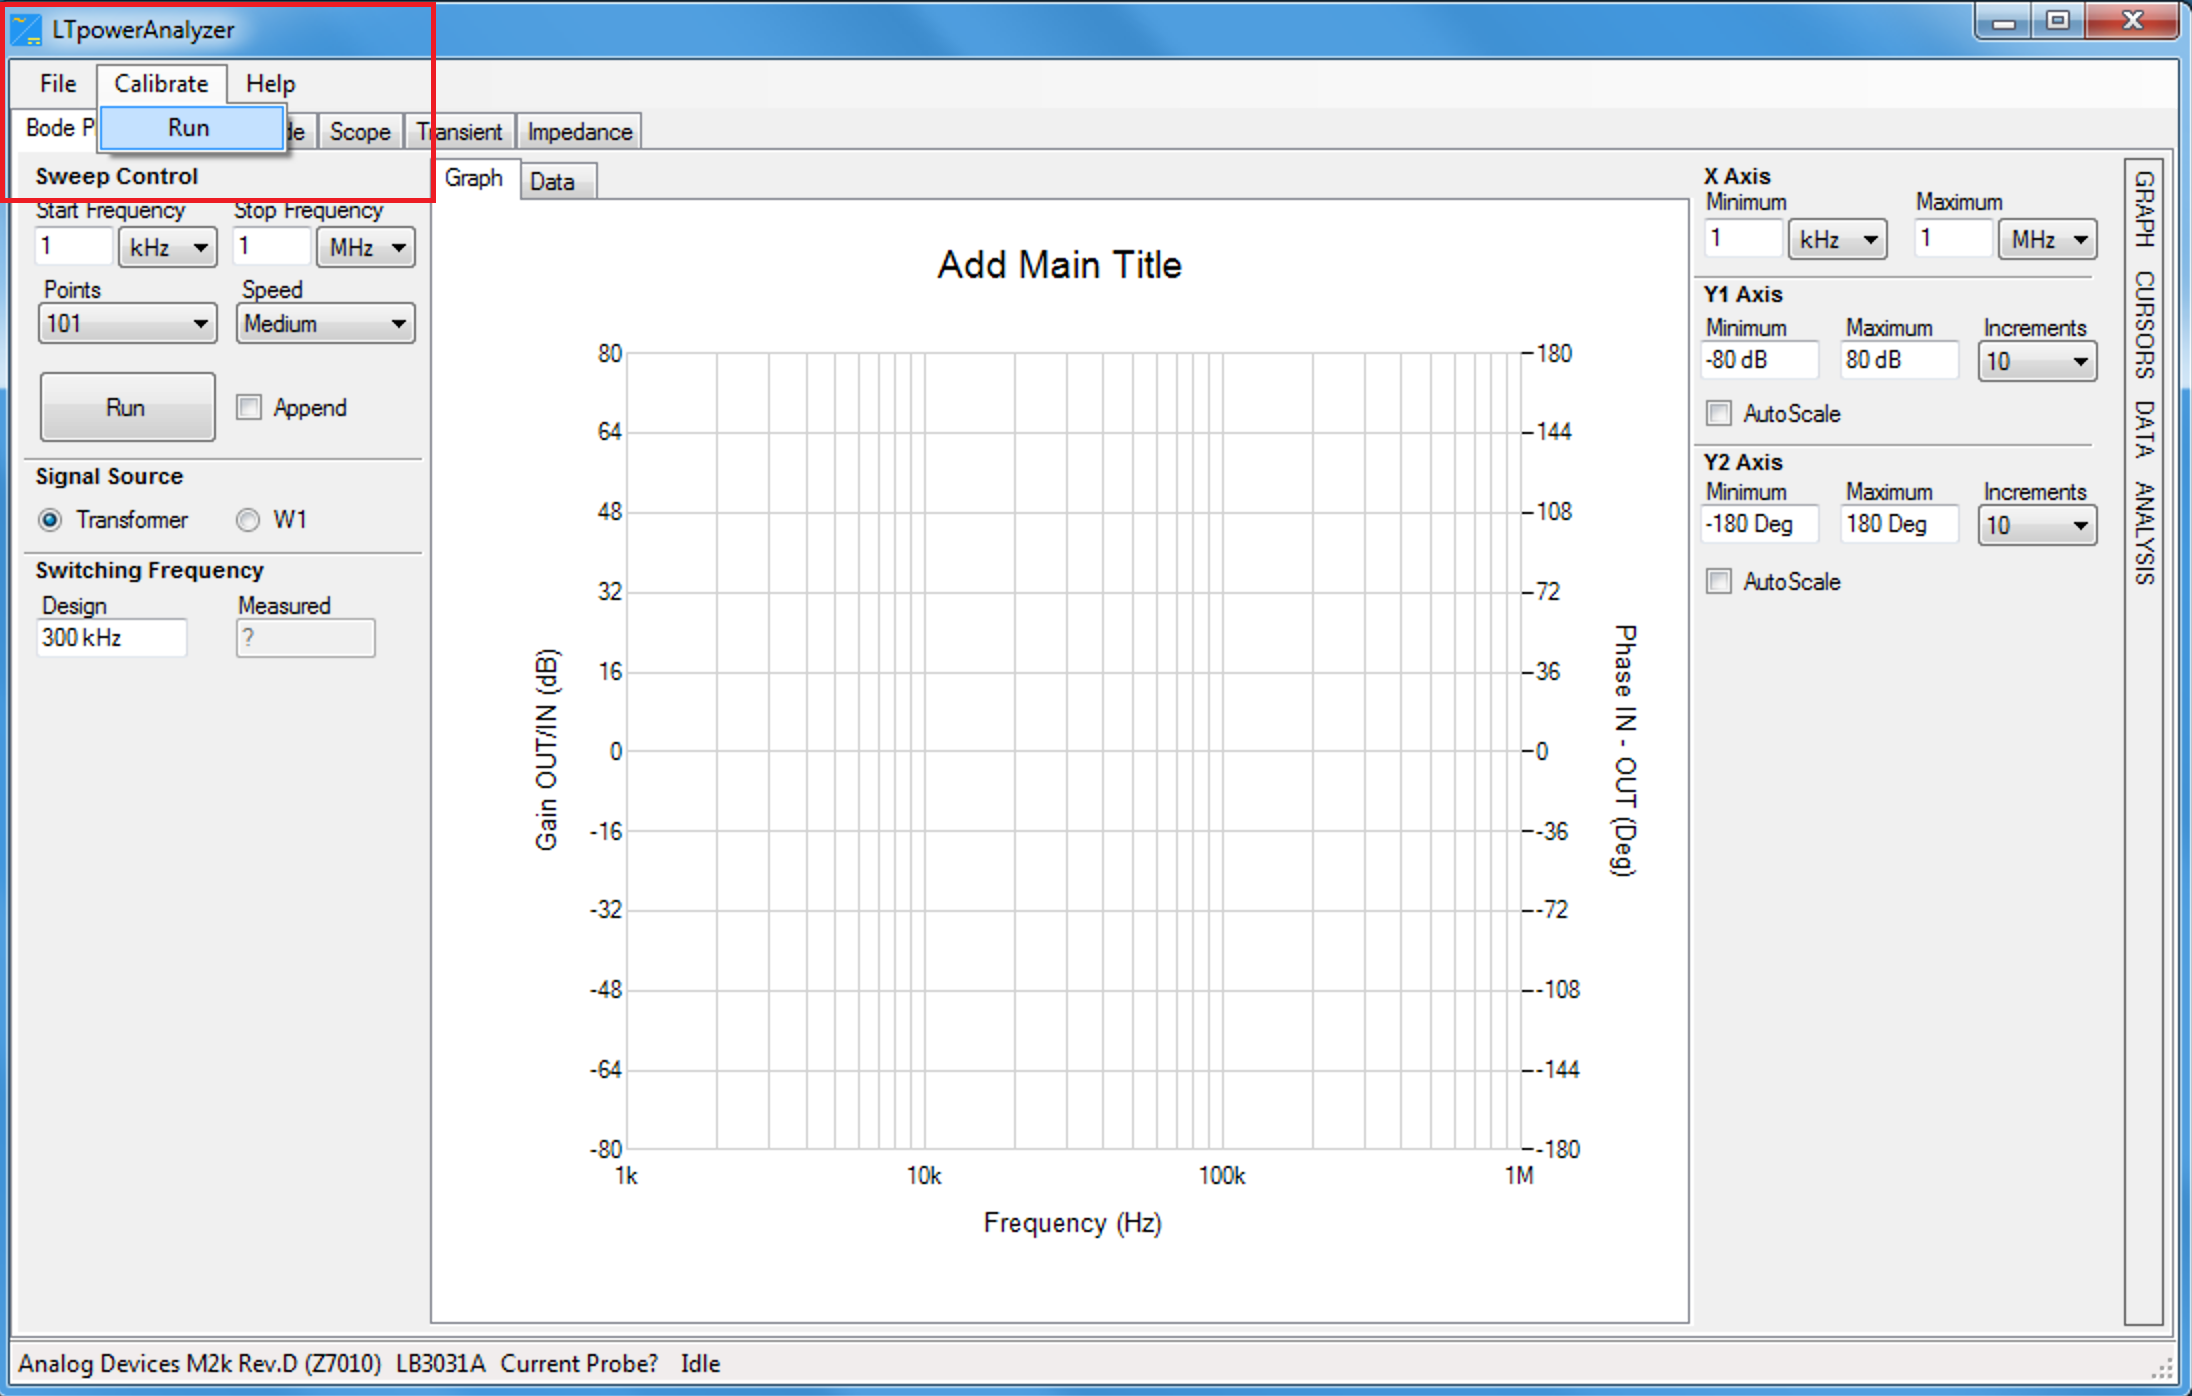 LTpowerAnalyzer
File Calibrate Help
Run
Bode P de Scope Transient Impedance
Sweep Control
Start Frequency Stop Frequency
1 kHz 1 MHz
Points Speed
101 Medium
Run Append
Signal Source
Transformer W1
Switching Frequency
Design Measured
300 kHz ?
Graph Data
Add Main Title
80
64
48
32
16
0
-16
-32
-48
-64
-80
Gain OUT/IN (dB)
180
144
108
72
36
0
-36
-72
-108
-144
-180
Phase IN - OUT (Deg)
1k 10k 100k 1M
Frequency (Hz)
X Axis
Minimum Maximum
1 kHz 1 MHz
Y1 Axis
Minimum Maximum Increments
-80 dB 80 dB 10
AutoScale
Y2 Axis
Minimum Maximum Increments
-180 Deg 180 Deg 10
AutoScale
GRAPH CURSORS DATA ANALYSIS
Analog Devices M2k Rev.D (Z7010) LB3031A Current Probe? Idle